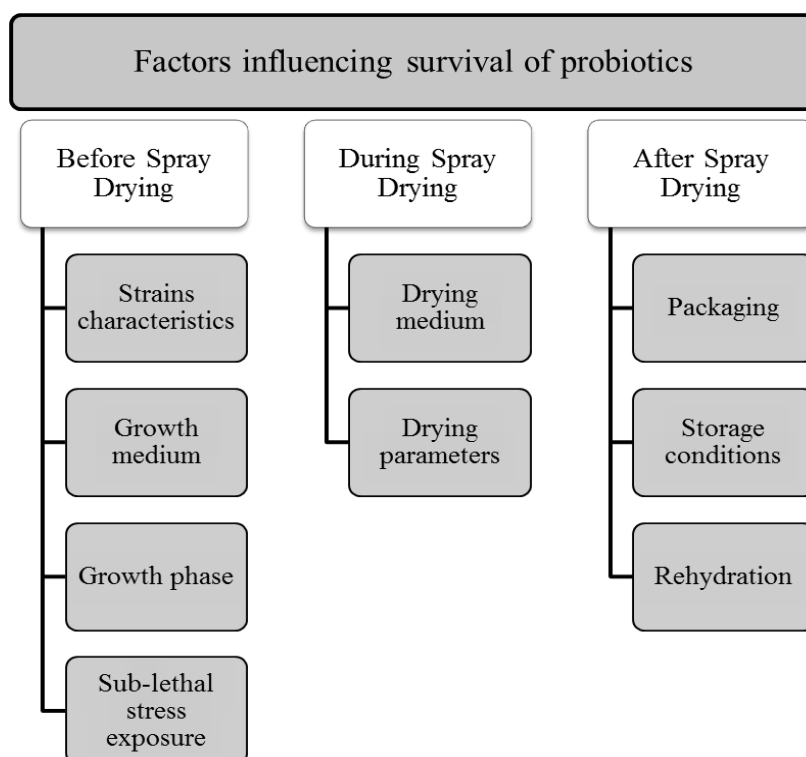 Factors influencing survival of probiotics
Before Spray
Drying
Strains
characteristics
Growth
medium
Growth phase
Sub-lethal
stress
exposure
During Spray
Drying
Drying
medium
Drying
parameters
After Spray
Drying
Packaging
Storage
conditions
Rehydration